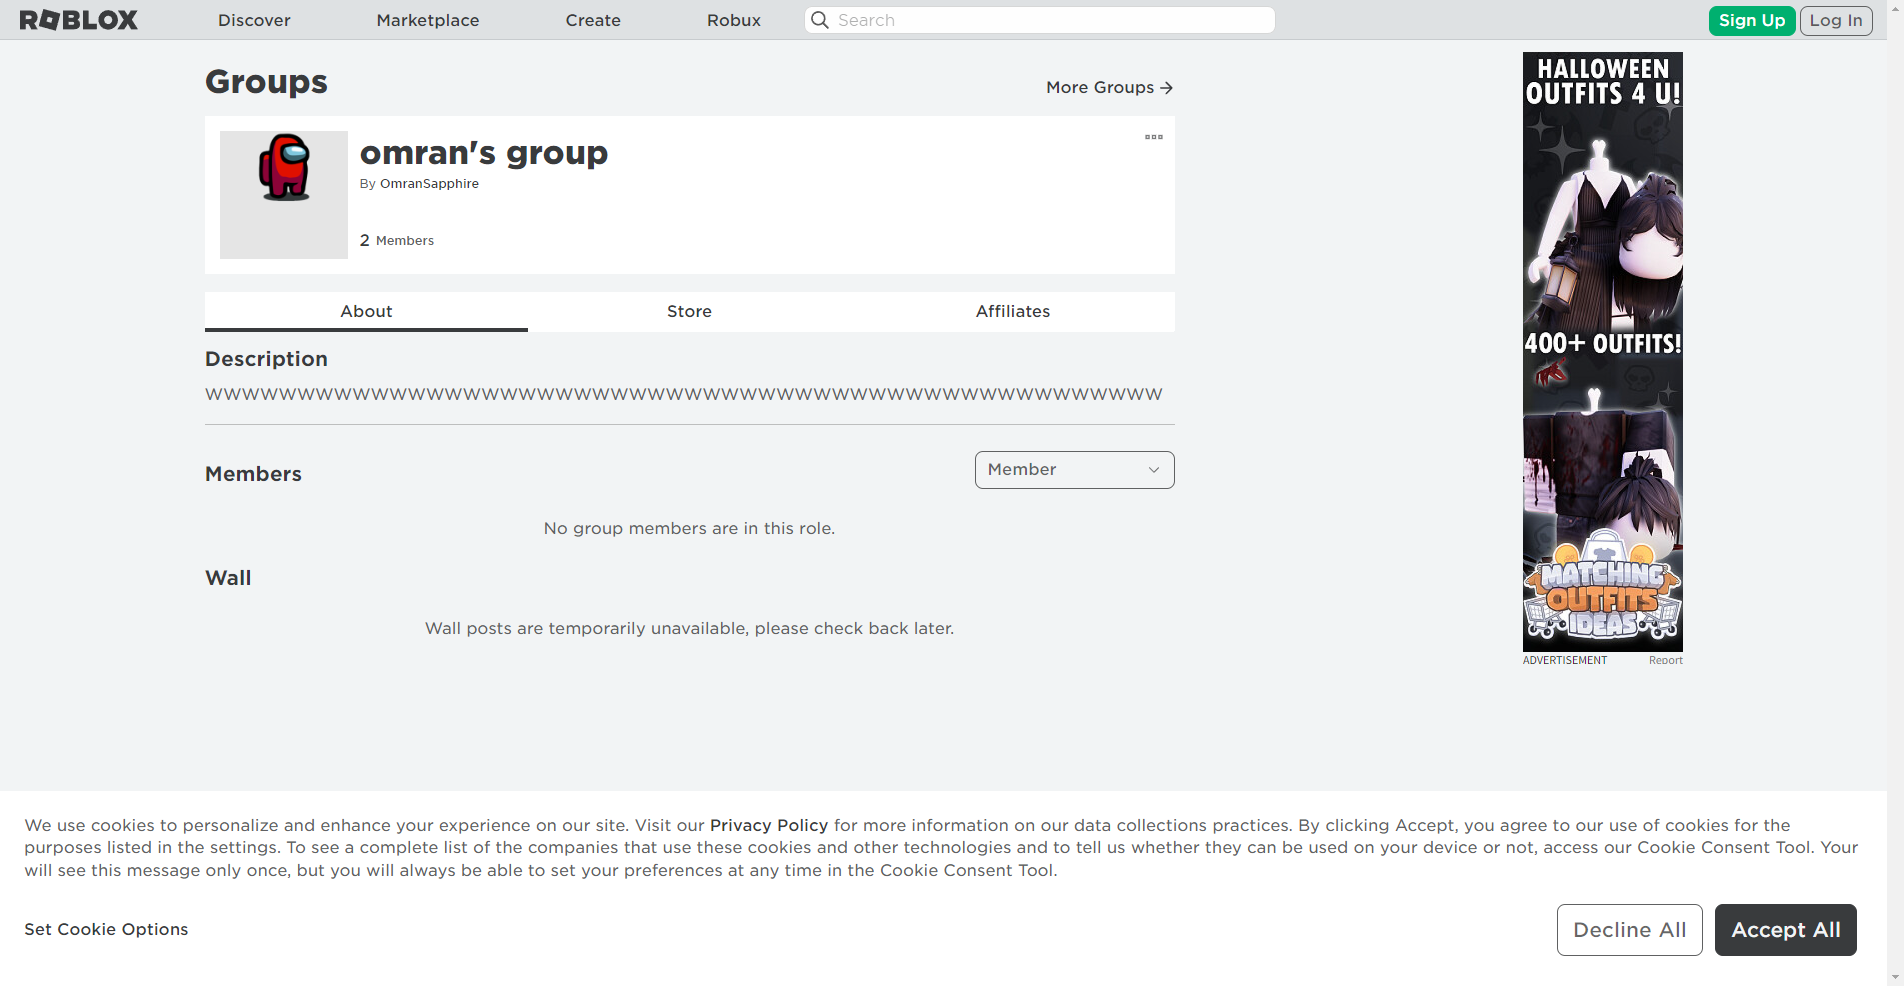 ROBLOX
Discover
Marketplace
Create
Robux
Search
Sign Up
Log In
Groups
More Groups
omran's group
By OmranSapphire
2 Members
About
Store
Affiliates
Description
WWWWWWWWWWWWWWWWWWWWWWWWWWWWWWWWWWWWWWWWWWWWWWWWWWWW
Members
Member
No group members are in this role.
Wall
Wall posts are temporarily unavailable, please check back later.
HALLOWEEN
OUTFITS 4 U!
400+ OUTFITS!
MATCHING
OUTFITS
IDEAS
ADVERTISEMENT
Report
We use cookies to personalize and enhance your experience on our site. Visit our Privacy Policy for more information on our data collections practices. By clicking Accept, you agree to our use of cookies for the
purposes listed in the settings. To see a complete list of the companies that use these cookies and other technologies and to tell us whether they can be used on your device or not, access our Cookie Consent Tool. Your
will see this message only once, but you will always be able to set your preferences at any time in the Cookie Consent Tool.
Set Cookie Options
Decline All
Accept All